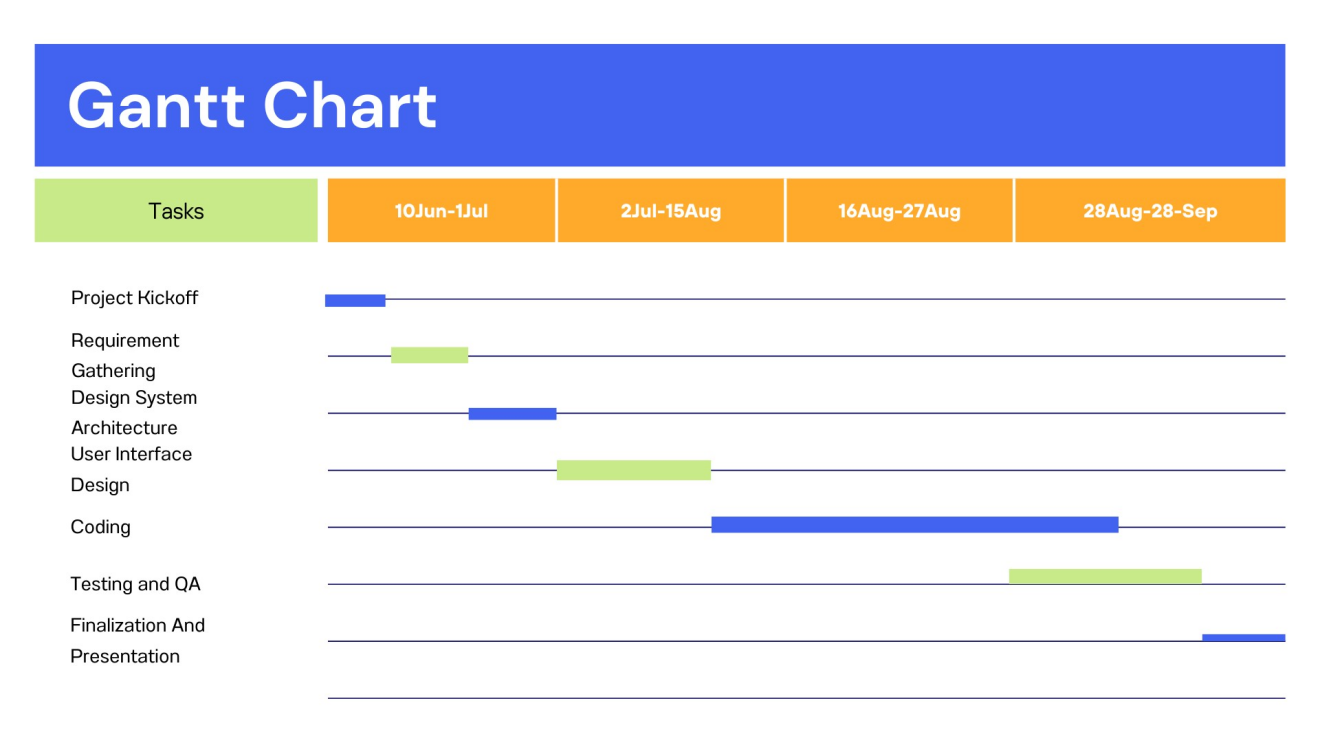 Gantt Chart
Tasks
10Jun-1Jul
2Jul-15Aug
16Aug-27Aug
28Aug-28-Sep
Project Kickoff
Requirement
Gathering
Design System
Architecture
User Interface
Design
Coding
Testing and QA
Finalization And
Presentation